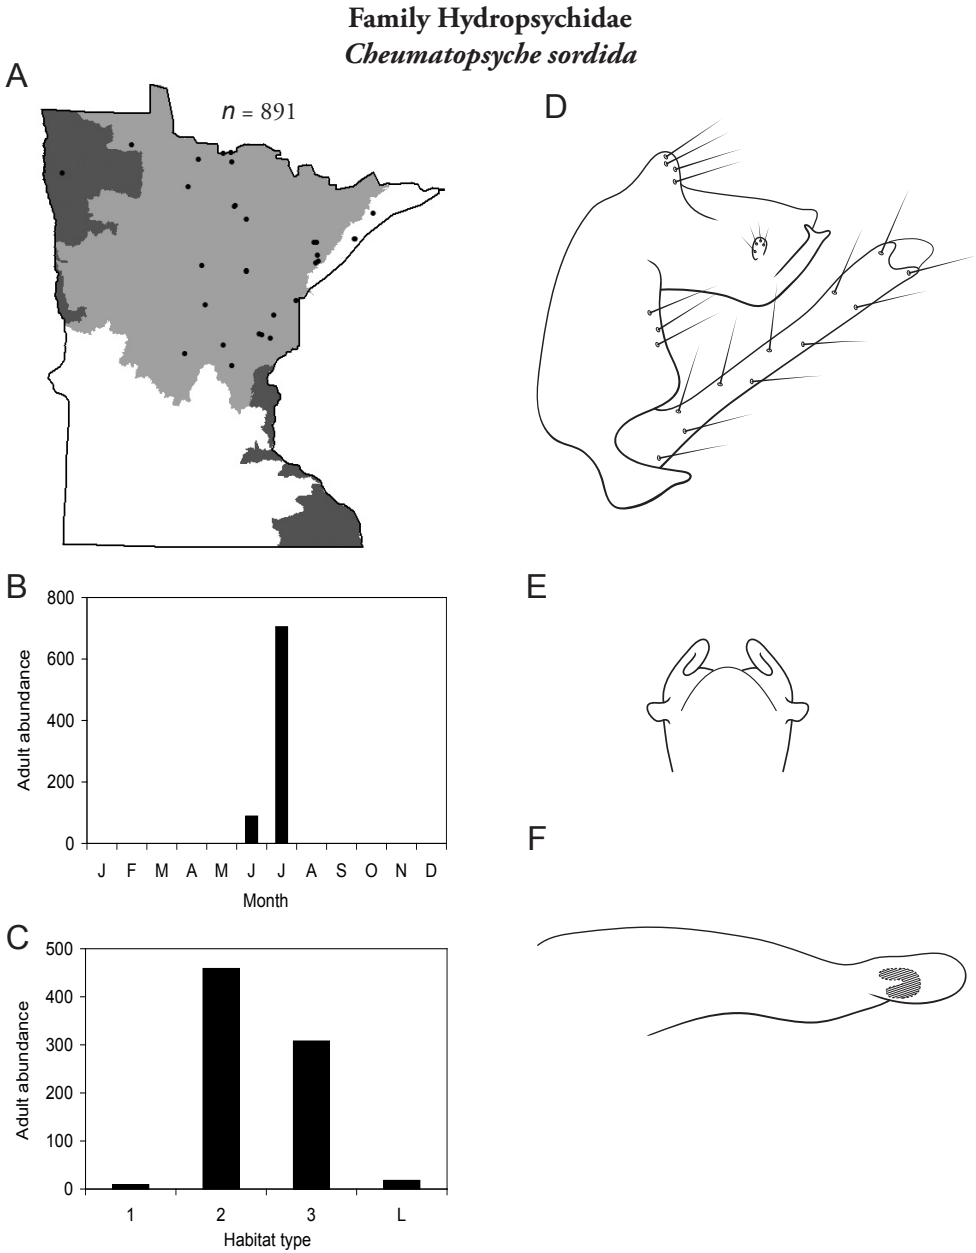 Family Hydropsychidae
Cheumatopsyche sordida
A
n = 891
D
B
800
600
400
200
0
Adult abundance
J F M A M J J A S O N D
Month
E
C
500
400
300
200
100
0
Adult abundance
1 2 3 L
Habitat type
F